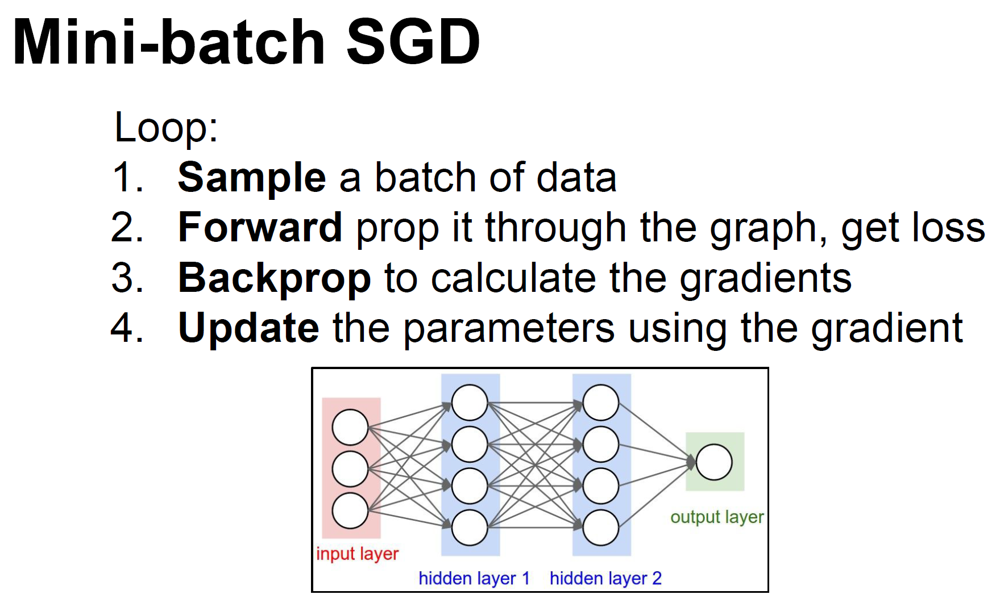 Mini-batch SGD
Loop:
1. Sample a batch of data
2. Forward prop it through the graph, get loss
3. Backprop to calculate the gradients
4. Update the parameters using the gradient
output layer
input layer
hidden layer 1
hidden layer 2